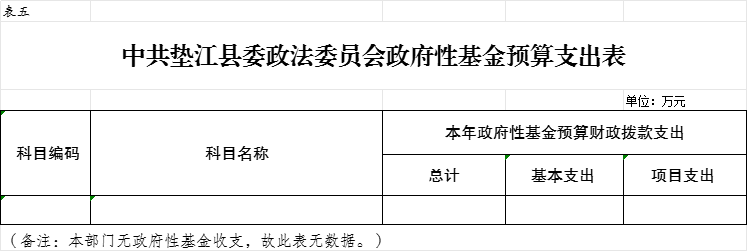 表五
中共垫江县委政法委员会政府性基金预算支出表
单位：万元
科目编码 科目名称 本年政府性基金预算财政拨款支出
总计 基本支出 项目支出
（备注：本部门无政府性基金收支，故此表无数据。）